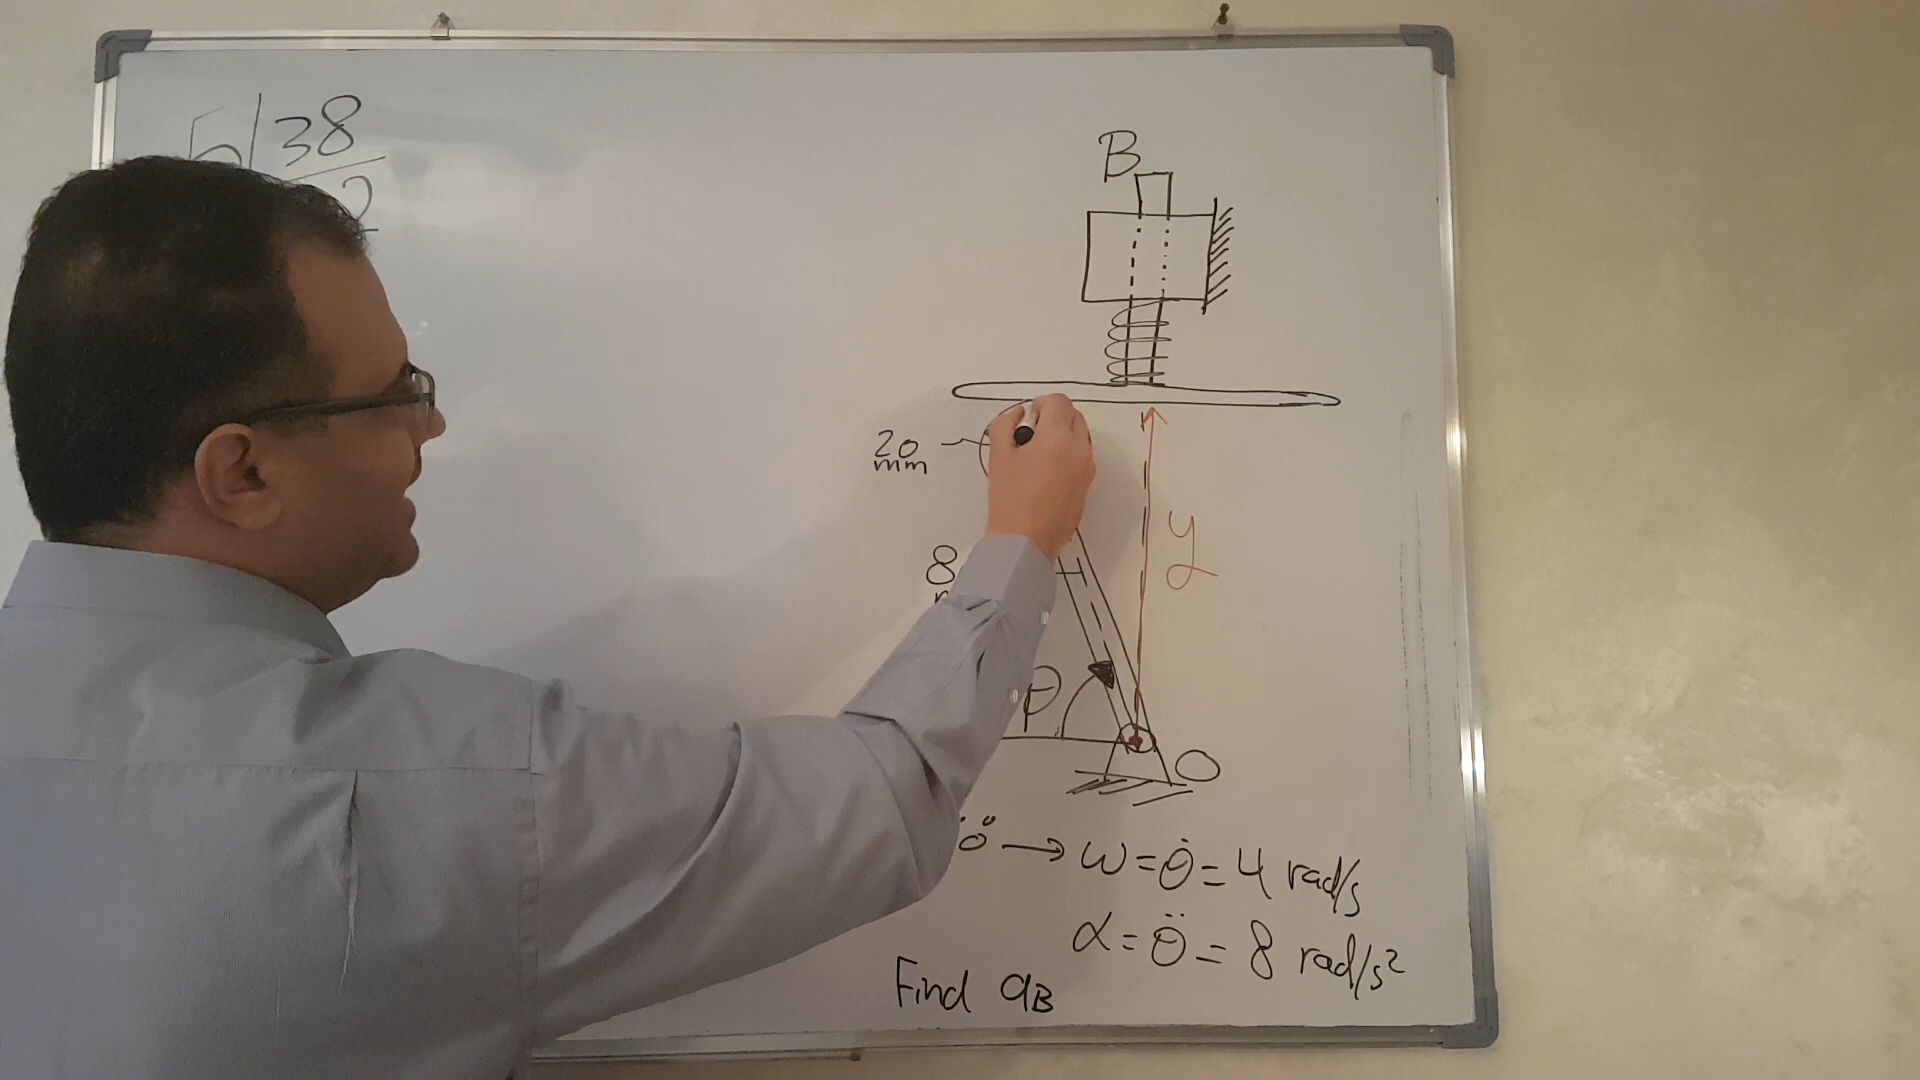 5/38
B
20
mm
8
y
O
→ ω = θ̇ = 4 rad/s
α = θ̈ = 8 rad/s²
Find aB